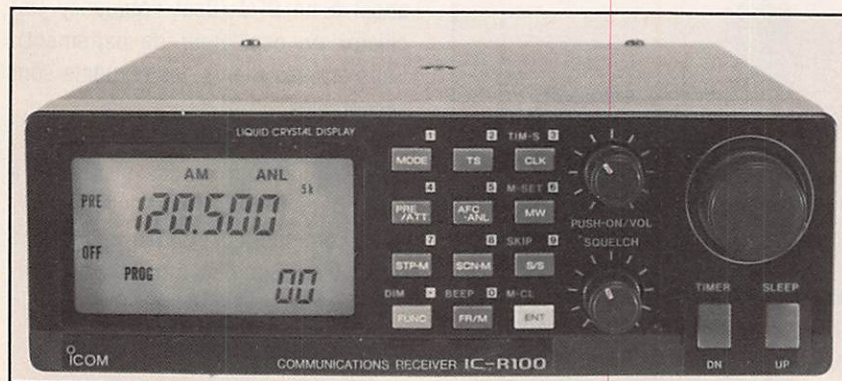 LIQUID CRYSTAL DISPLAY
AM ANL 5k
PRE 120.500
OFF
PROG 00
1 2 TIM-S 3
MODE TS CLK
4 5 M-SET 6
PRE/ATT AFC-ANL MW
7 8 SKIP 9
STP-M SCN-M S/S
DIM · BEEP 0 M-CL
FUNC FR/M ENT
PUSH-ON/VOL
SQUELCH
TIMER SLEEP
DN UP
ICOM
COMMUNICATIONS RECEIVER IC-R100